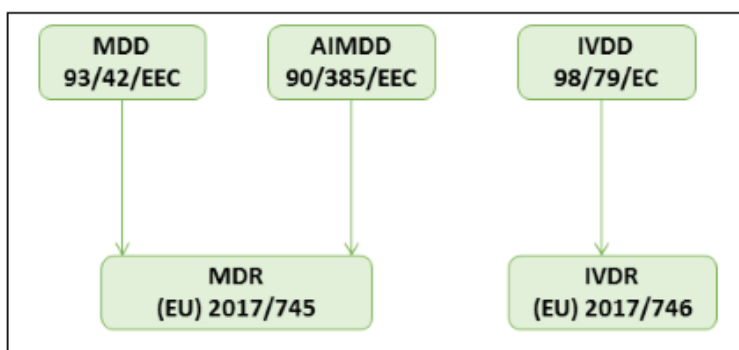 MDD
93/42/EEC
AIMDD
90/385/EEC
IVDD
98/79/EC
MDR
(EU) 2017/745
IVDR
(EU) 2017/746